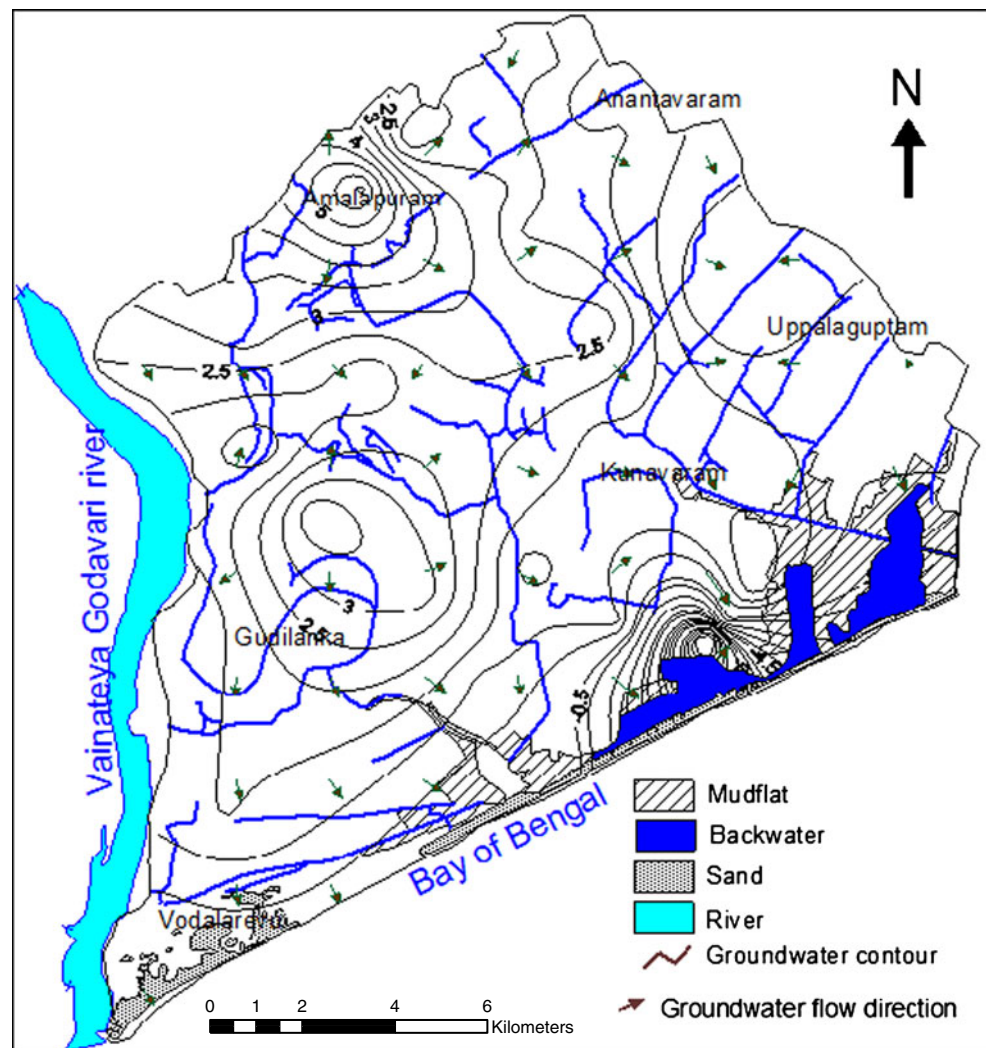 Anantavaram
N
2.5
3
4
Amalapuram
5
3
2.5
Uppalaguptam
2.5
Vainateya Godavari river
Kunavaram
3
2.5
Gudilanka
-0.5
Bay of Bengal
Mudflat
Backwater
Sand
River
Groundwater contour
Groundwater flow direction
Vodalarevu
0 1 2 4 6
Kilometers